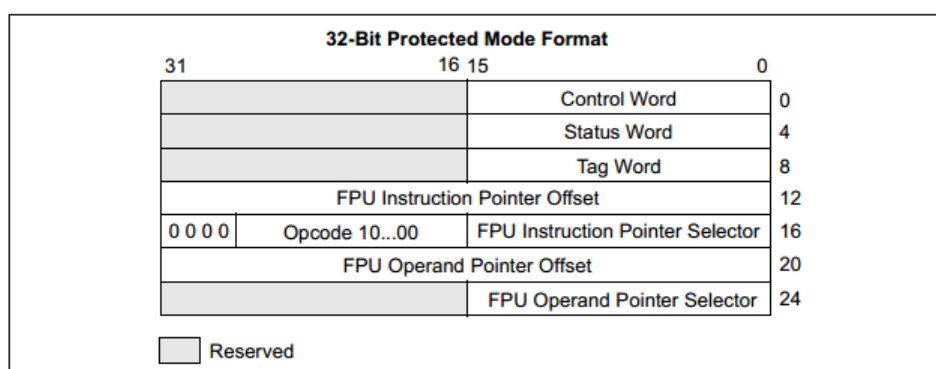 32-Bit Protected Mode Format
31 16 15 0
Control Word 0
Status Word 4
Tag Word 8
FPU Instruction Pointer Offset 12
0 0 0 0 Opcode 10...00 FPU Instruction Pointer Selector 16
FPU Operand Pointer Offset 20
FPU Operand Pointer Selector 24
Reserved